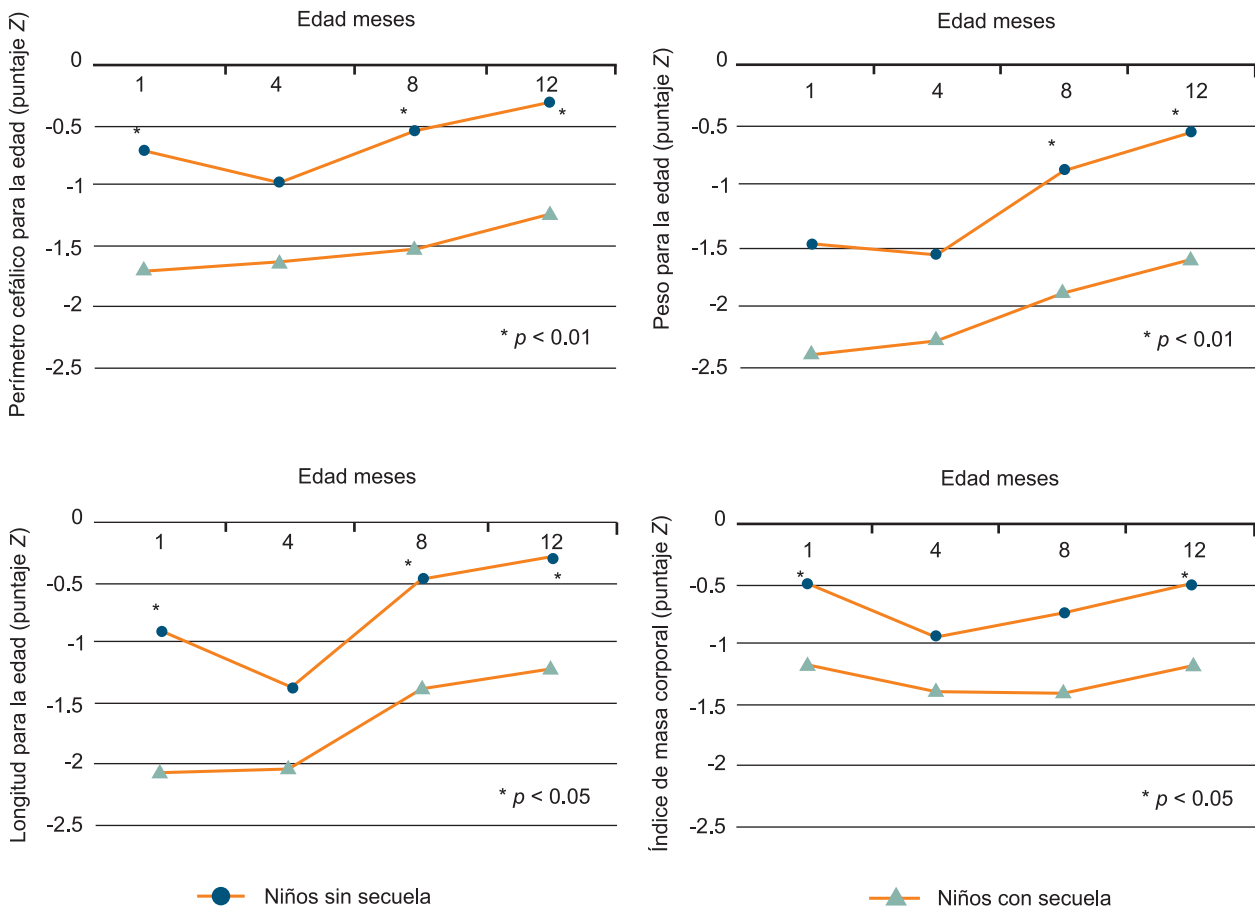 Edad meses
Perímetro cefálico para la edad (puntaje Z)
0
1 4 8 12
*
*
*
-0.5
-1
-1.5
-2
-2.5
* p < 0.01
Edad meses
Peso para la edad (puntaje Z)
0
1 4 8 12
*
*
-0.5
-1
-1.5
-2
-2.5
* p < 0.01
Edad meses
Longitud para la edad (puntaje Z)
0
1 4 8 12
*
*
*
-0.5
-1
-1.5
-2
-2.5
* p < 0.05
Edad meses
Índice de masa corporal (puntaje Z)
0
1 4 8 12
*
*
-0.5
-1
-1.5
-2
-2.5
* p < 0.05
Niños sin secuela
Niños con secuela